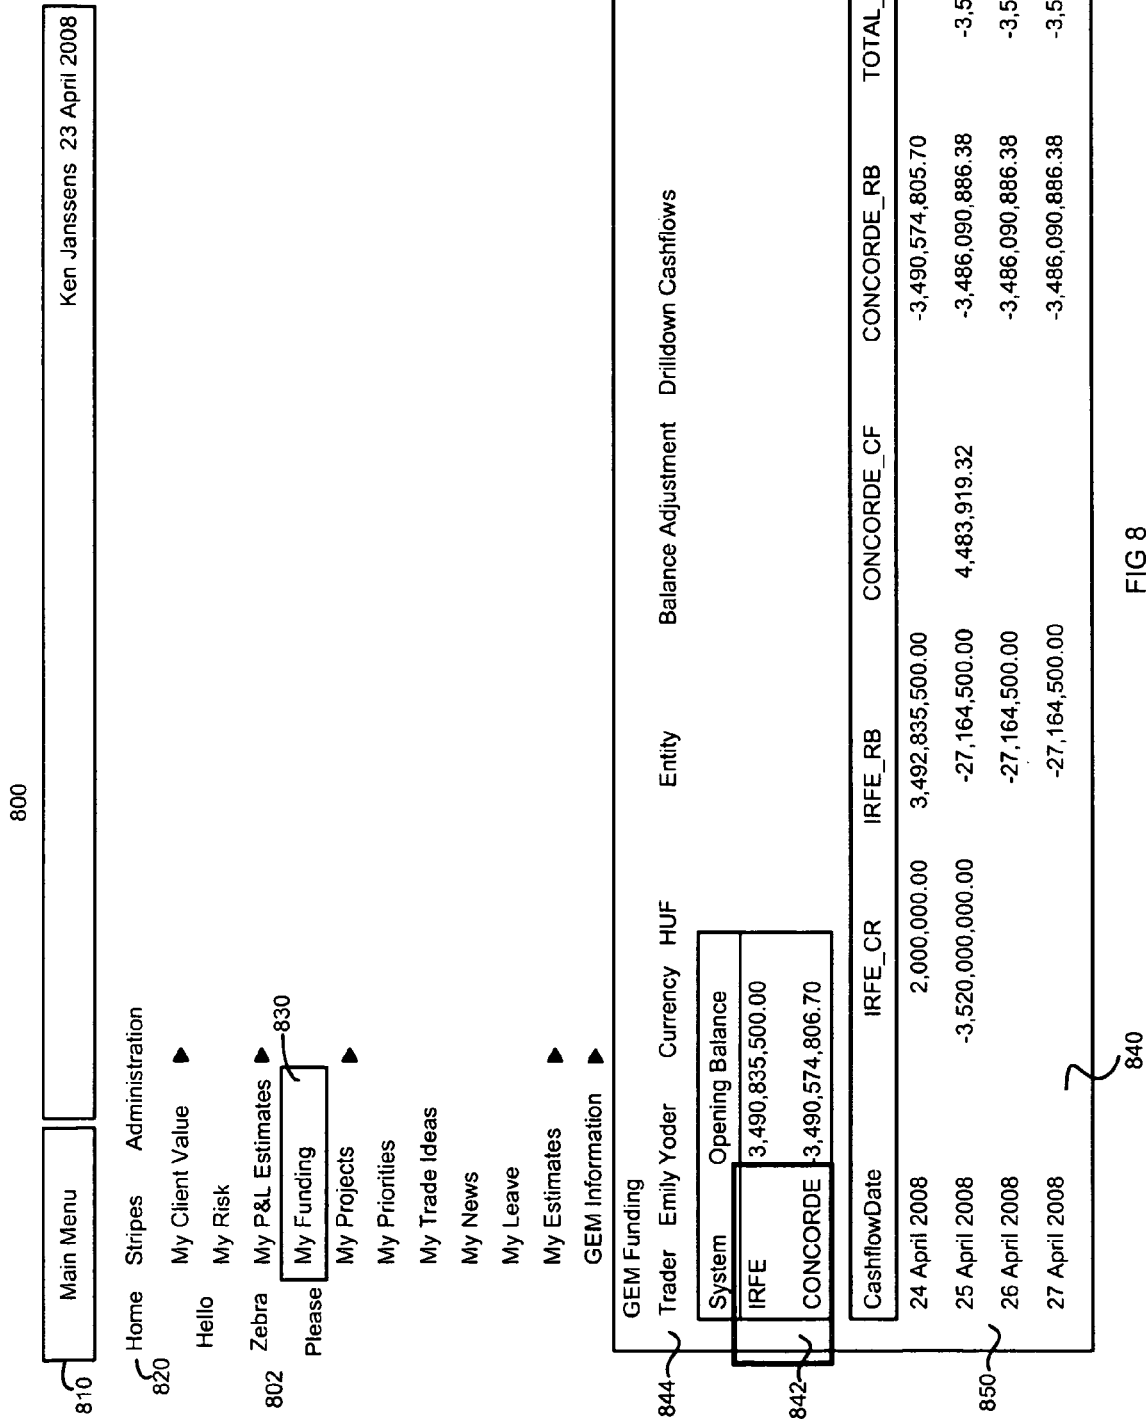 800
Main Menu Ken Janssens 23 April 2008
810
Home Stripes Administration
820
My Client Value ▶
Hello My Risk
802
Zebra My P&L Estimates ▶
Please My Funding
830
My Projects ▶
My Priorities
My Trade Ideas
My News
My Leave
My Estimates ▶
GEM Information ▶
GEM Funding
844
Trader Emily Yoder Currency HUF Entity Balance Adjustment Drilldown Cashflows
System Opening Balance
IRFE 3,490,835,500.00
842
CONCORDE -3,490,574,806.70
CashflowDate IRFE_CR IRFE_RB CONCORDE_CF CONCORDE_RB TOTAL_
24 April 2008 2,000,000.00 3,492,835,500.00 -3,490,574,805.70
25 April 2008 -3,520,000,000.00 -27,164,500.00 4,483,919.32 -3,486,090,886.38 -3,5
850
26 April 2008 -27,164,500.00 -3,486,090,886.38 -3,5
27 April 2008 -27,164,500.00 -3,486,090,886.38 -3,5
840
FIG 8